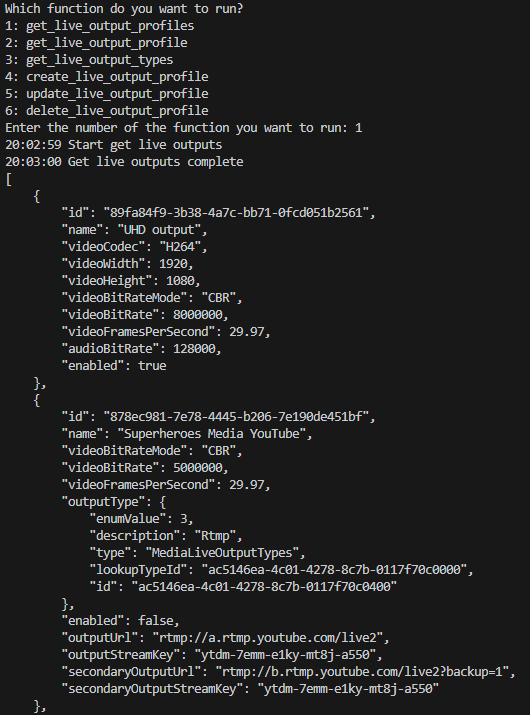 Which function do you want to run?
1: get_live_output_profiles
2: get_live_output_profile
3: get_live_output_types
4: create_live_output_profile
5: update_live_output_profile
6: delete_live_output_profile
Enter the number of the function you want to run: 1
20:02:59 Start get live outputs
20:03:00 Get live outputs complete
[
    {
        "id": "89fa84f9-3b38-4a7c-bb71-0fcd051b2561",
        "name": "UHD output",
        "videoCodec": "H264",
        "videoWidth": 1920,
        "videoHeight": 1080,
        "videoBitRateMode": "CBR",
        "videoBitRate": 8000000,
        "videoFramesPerSecond": 29.97,
        "audioBitRate": 128000,
        "enabled": true
    },
    {
        "id": "878ec981-7e78-4445-b206-7e190de451bf",
        "name": "Superheroes Media YouTube",
        "videoBitRateMode": "CBR",
        "videoBitRate": 5000000,
        "videoFramesPerSecond": 29.97,
        "outputType": {
            "enumValue": 3,
            "description": "Rtmp",
            "type": "MediaLiveOutputTypes",
            "lookupTypeId": "ac5146ea-4c01-4278-8c7b-0117f70c0000",
            "id": "ac5146ea-4c01-4278-8c7b-0117f70c0400"
        },
        "enabled": false,
        "outputUrl": "rtmp://a.rtmp.youtube.com/live2",
        "outputStreamKey": "ytdm-7emm-e1ky-mt8j-a550",
        "secondaryOutputUrl": "rtmp://b.rtmp.youtube.com/live2?backup=1",
        "secondaryOutputStreamKey": "ytdm-7emm-e1ky-mt8j-a550"
    },